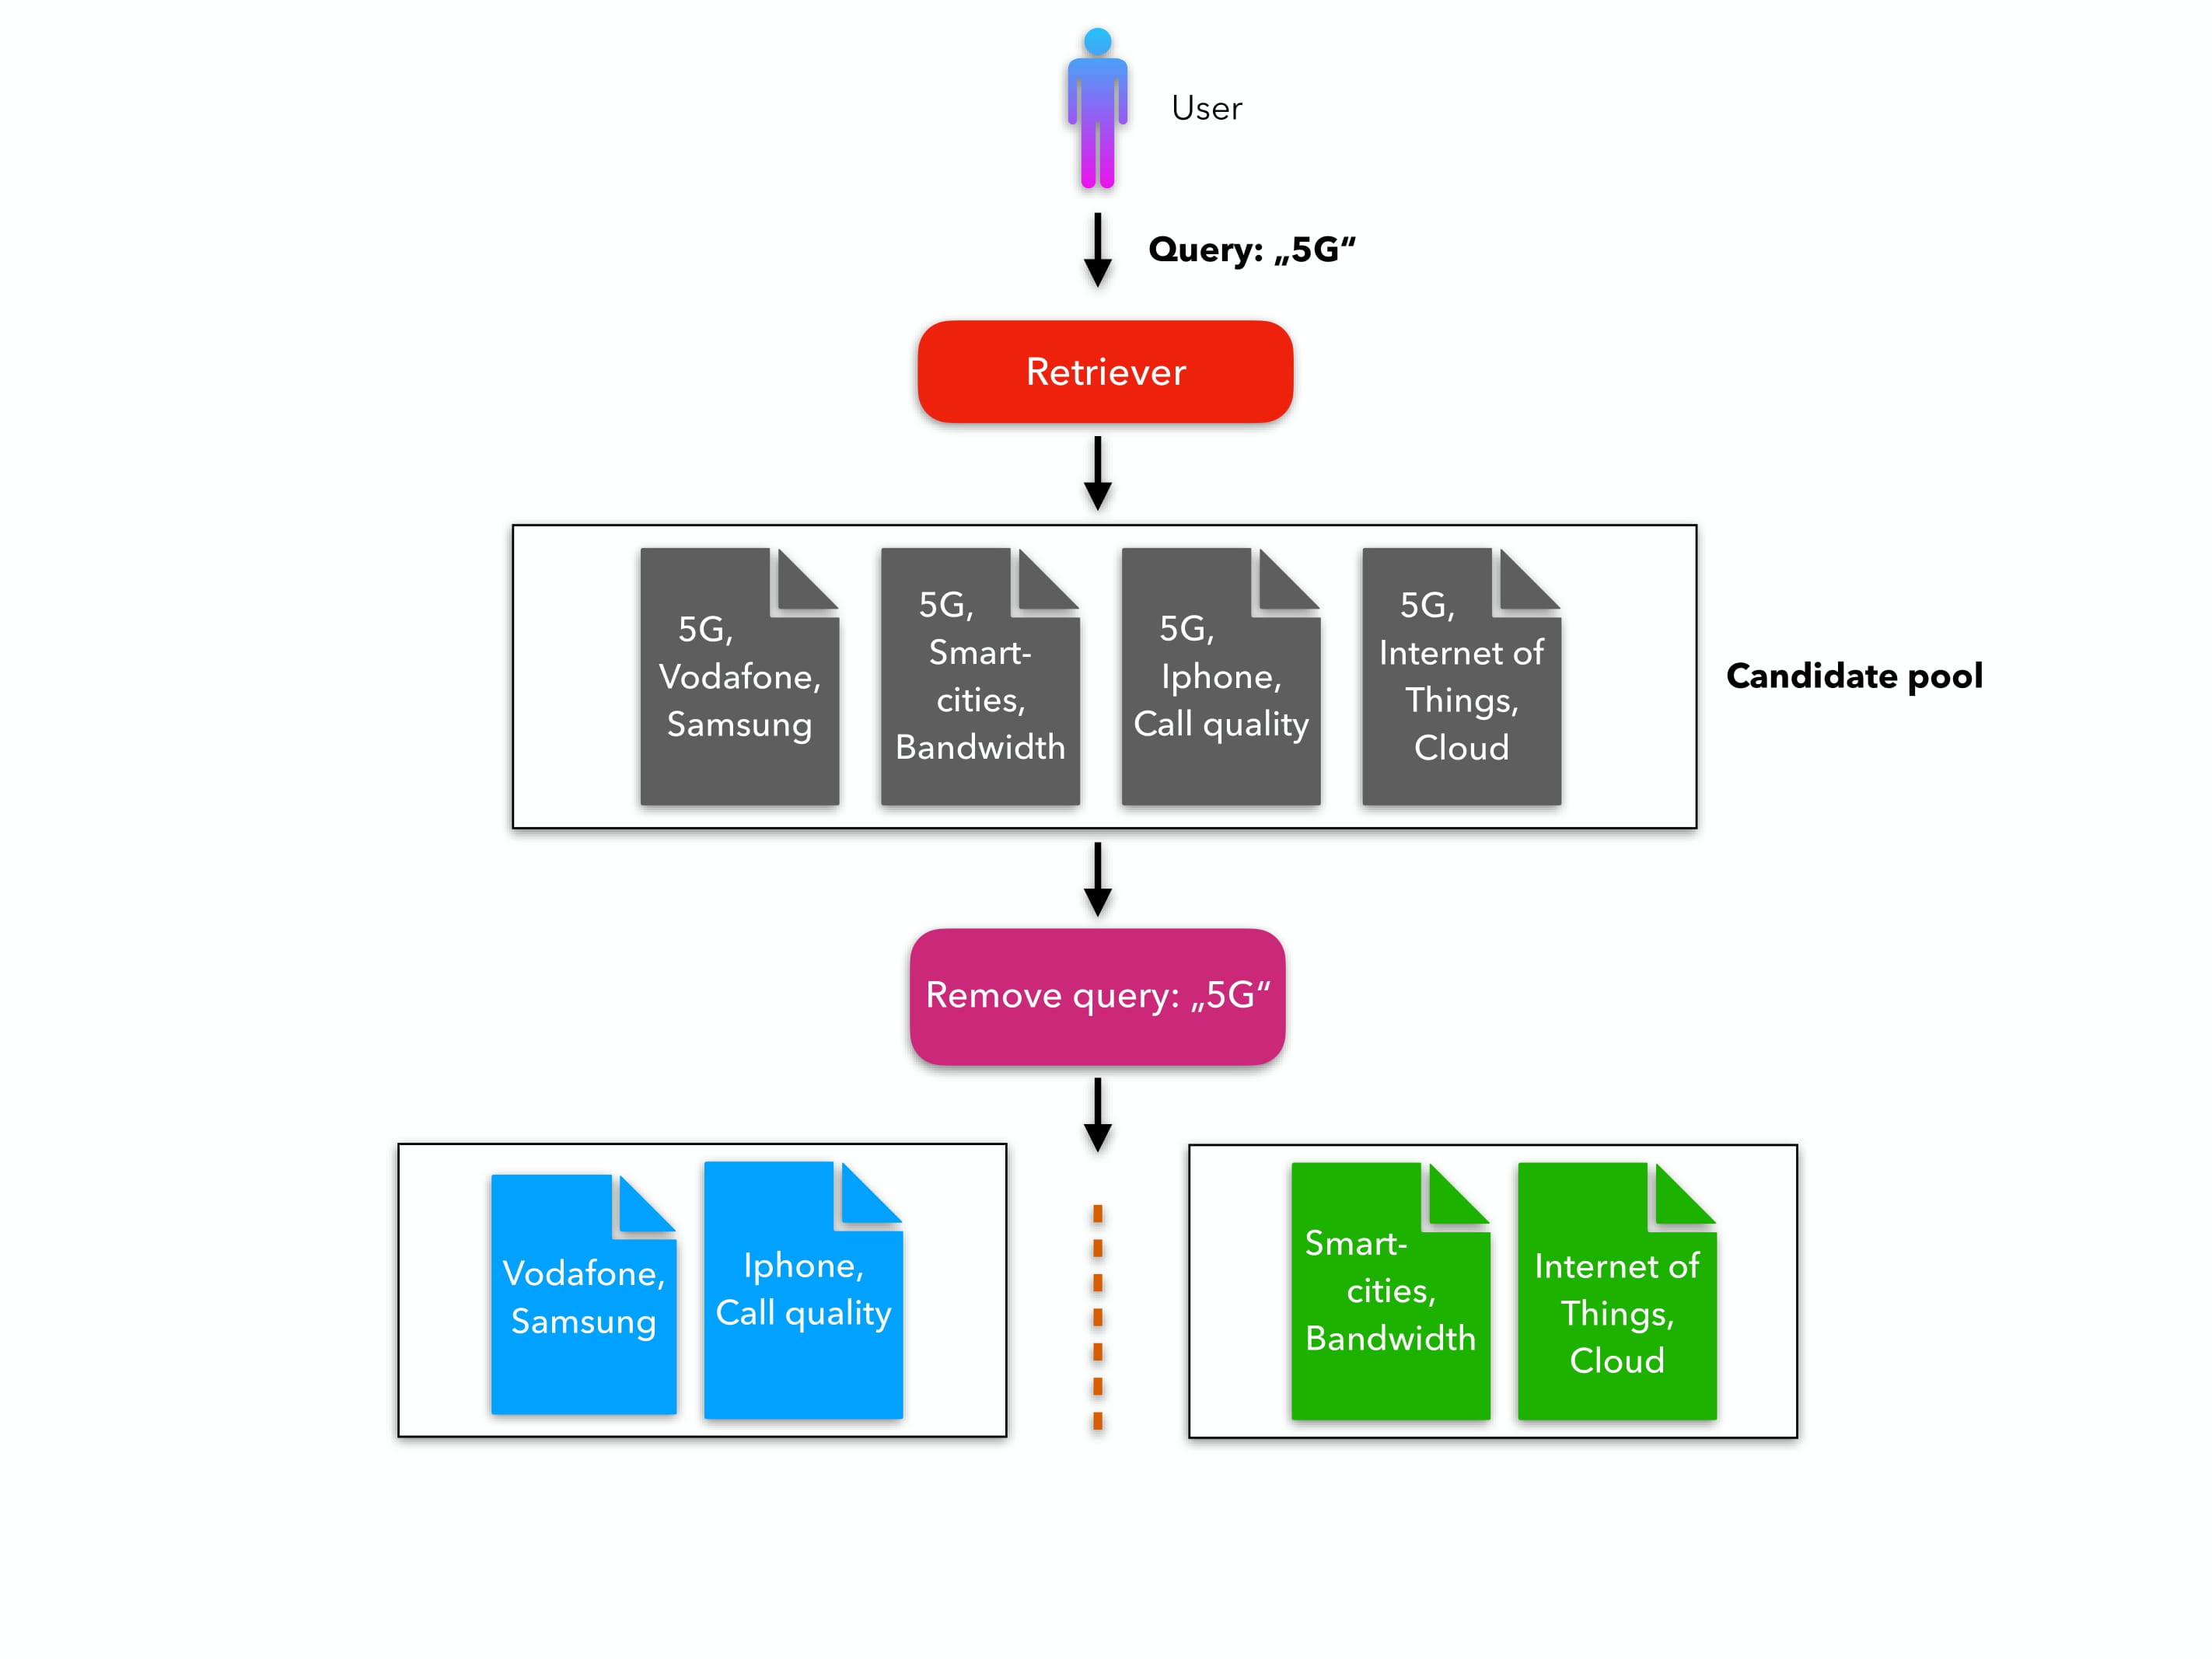 User
Query: „5G“
Retriever
5G,
Vodafone,
Samsung
5G,
Smart-
cities,
Bandwidth
5G,
Iphone,
Call quality
5G,
Internet of
Things,
Cloud
Candidate pool
Remove query: „5G“
Vodafone,
Samsung
Iphone,
Call quality
Smart-
cities,
Bandwidth
Internet of
Things,
Cloud